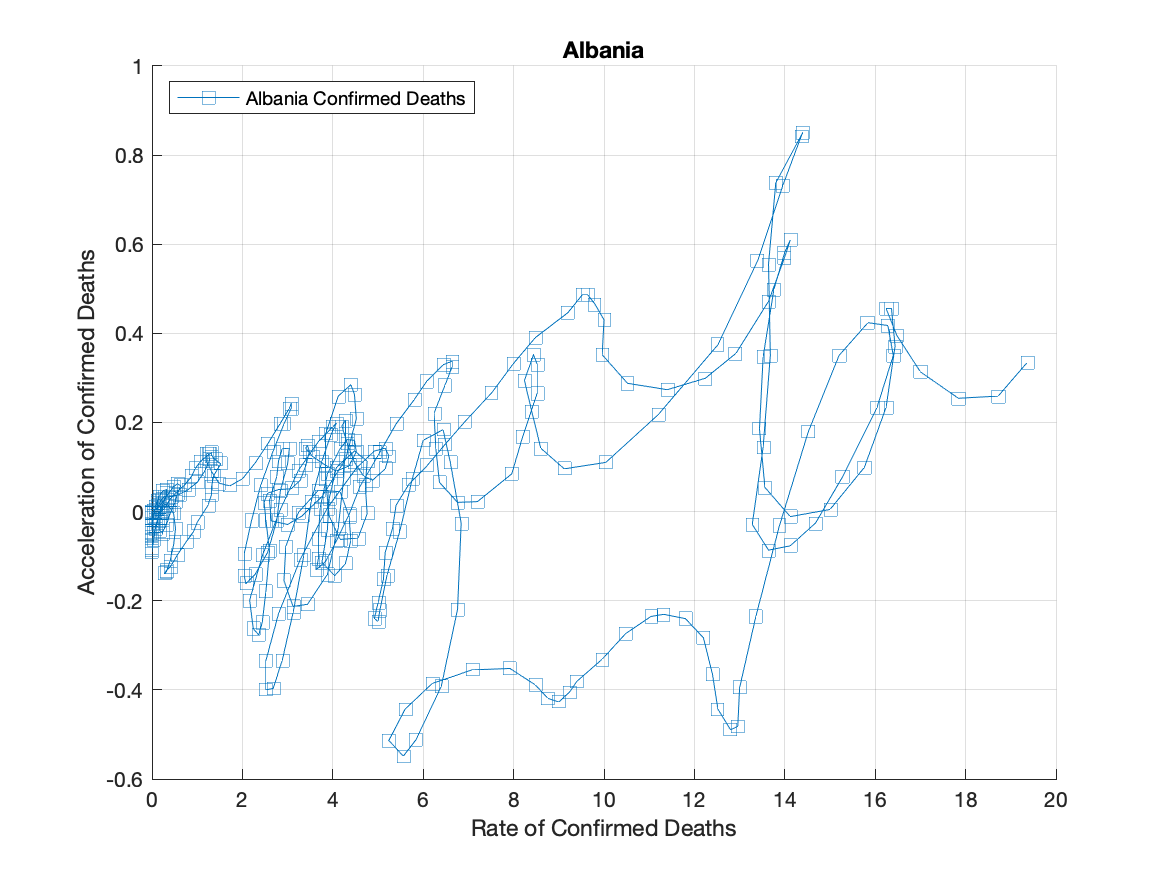 Albania
Albania Confirmed Deaths
1
0.8
0.6
0.4
0.2
0
-0.2
-0.4
-0.6
Acceleration of Confirmed Deaths
0 2 4 6 8 10 12 14 16 18 20
Rate of Confirmed Deaths